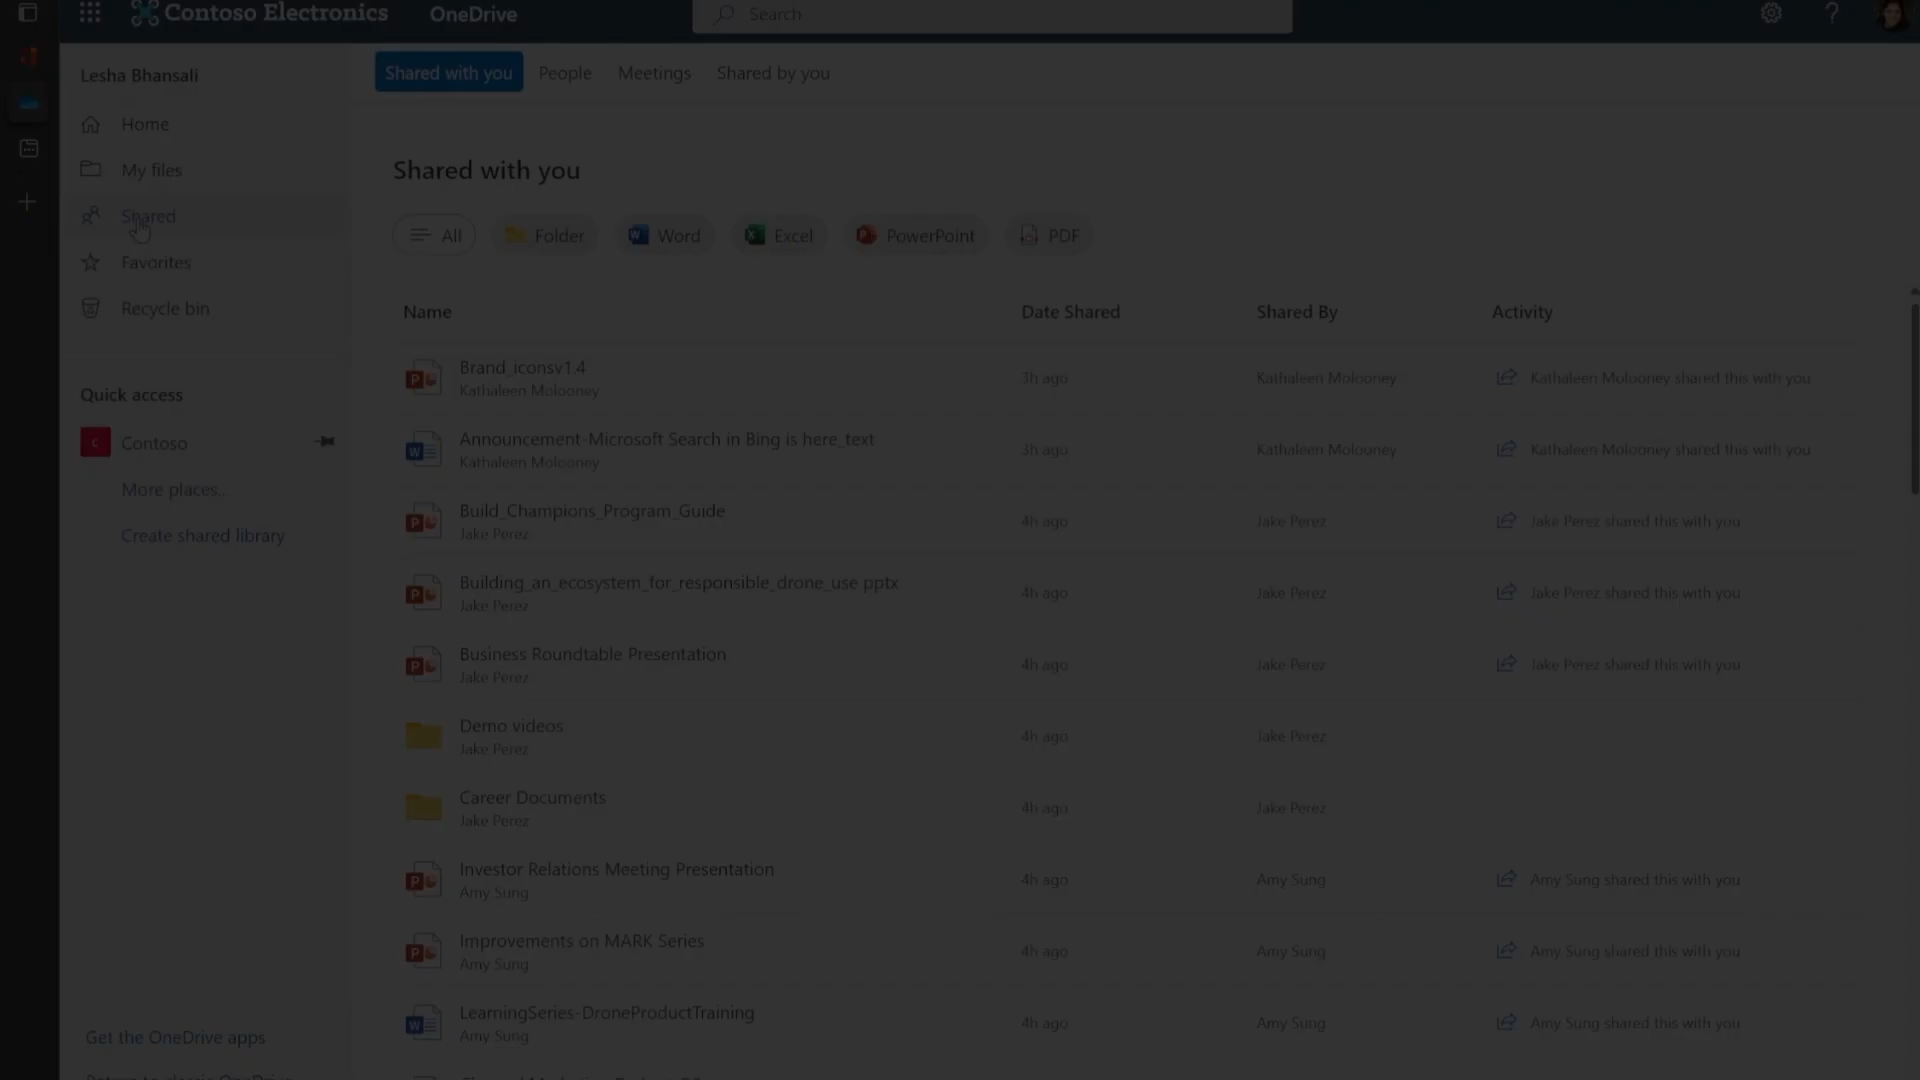 Contoso Electronics
OneDrive
Search
Lesha Bhansali
Home
My files
Shared
Favorites
Recycle bin
Quick access
C
Contoso
More places...
Create shared library
Get the OneDrive apps
Return to classic OneDrive
Shared with you
People
Meetings
Shared by you
Shared with you
All
Folder
Word
Excel
PowerPoint
PDF
Name
Date Shared
Shared By
Activity
Brand_iconsv1.4
Kathaleen Molooney
3h ago
Kathaleen Molooney
Kathaleen Molooney shared this with you
Announcement-Microsoft Search in Bing is here_text
Kathaleen Molooney
3h ago
Kathaleen Molooney
Kathaleen Molooney shared this with you
Build_Champions_Program_Guide
Jake Perez
4h ago
Jake Perez
Jake Perez shared this with you
Building_an_ecosystem_for_responsible_drone_use pptx
Jake Perez
4h ago
Jake Perez
Jake Perez shared this with you
Business Roundtable Presentation
Jake Perez
4h ago
Jake Perez
Jake Perez shared this with you
Demo videos
Jake Perez
4h ago
Jake Perez
Career Documents
Jake Perez
4h ago
Jake Perez
Investor Relations Meeting Presentation
Amy Sung
4h ago
Amy Sung
Amy Sung shared this with you
Improvements on MARK Series
Amy Sung
4h ago
Amy Sung
Amy Sung shared this with you
LearningSeries-DroneProductTraining
Amy Sung
4h ago
Amy Sung
Amy Sung shared this with you